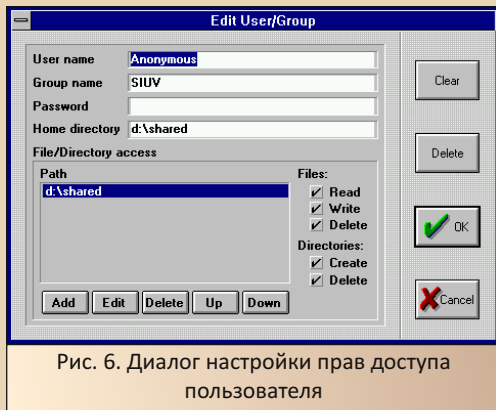 Edit User/Group
User name Anonymous
Group name SIUV
Password
Home directory d:\shared
File/Directory access
Path
d:\shared
Files:
Read
Write
Delete
Directories:
Create
Delete
Add Edit Delete Up Down
Clear
Delete
OK
Cancel
Рис. 6. Диалог настройки прав доступа
пользователя